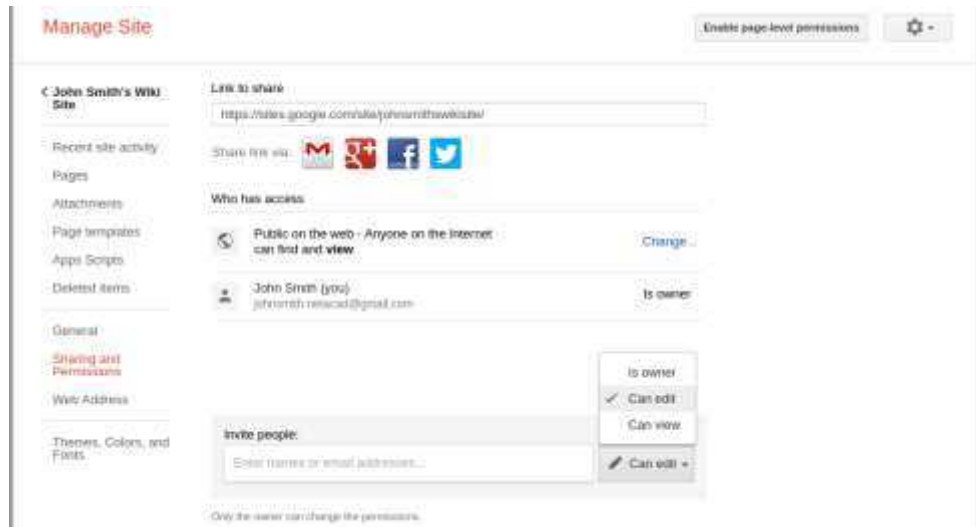 Manage Site
Enable page-level permissions
John Smith's Wiki
Site
Recent site activity
Pages
Attachments
Page templates
Apps Scripts
Deleted items
General
Sharing and
Permissions
Web Address
Themes, Colors, and
Fonts
Link to share
https://sites.google.com/site/johnsmithswikisite/
Share link via:
Who has access
Public on the web - Anyone on the Internet
can find and view
Change...
John Smith (you)
johnsmith.netacad@gmail.com
Is owner
Is owner
Can edit
Can view
Invite people:
Enter names or email addresses...
Can edit
Only the owner can change the permissions.